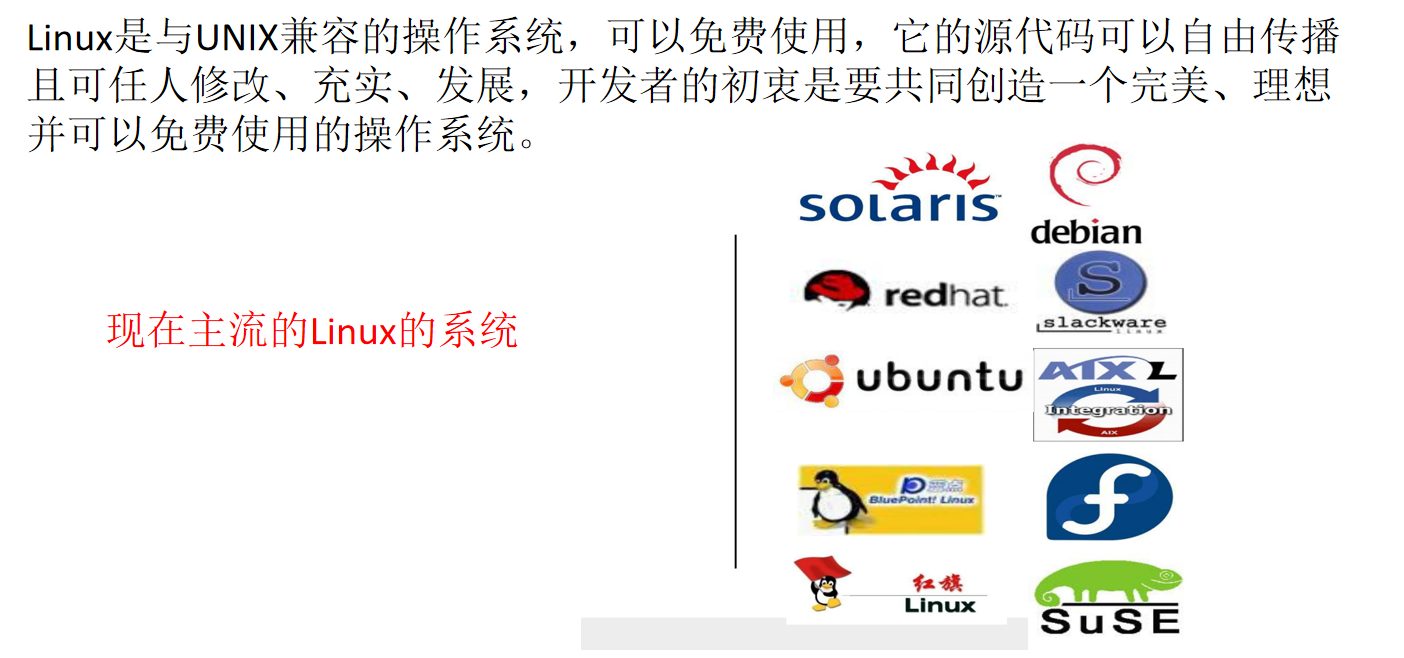 Linux是与UNIX兼容的操作系统，可以免费使用，它的源代码可以自由传播
且可任人修改、充实、发展，开发者的初衷是要共同创造一个完美、理想
并可以免费使用的操作系统。
现在主流的Linux的系统
solaris™
debian
redhat.
S
slackware
linux
ubuntu
AIX L
Linux
Integration
AIX
蓝点
BluePoint! Linux
f
红旗
Linux
SuSE